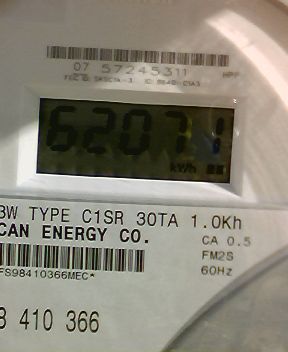 07 57245311
62071
kWh
3W TYPE C1SR 30TA 1.0Kh
CAN ENERGY CO.
CA 0.5
FM2S
60Hz
FS98410366MEC*
8 410 366